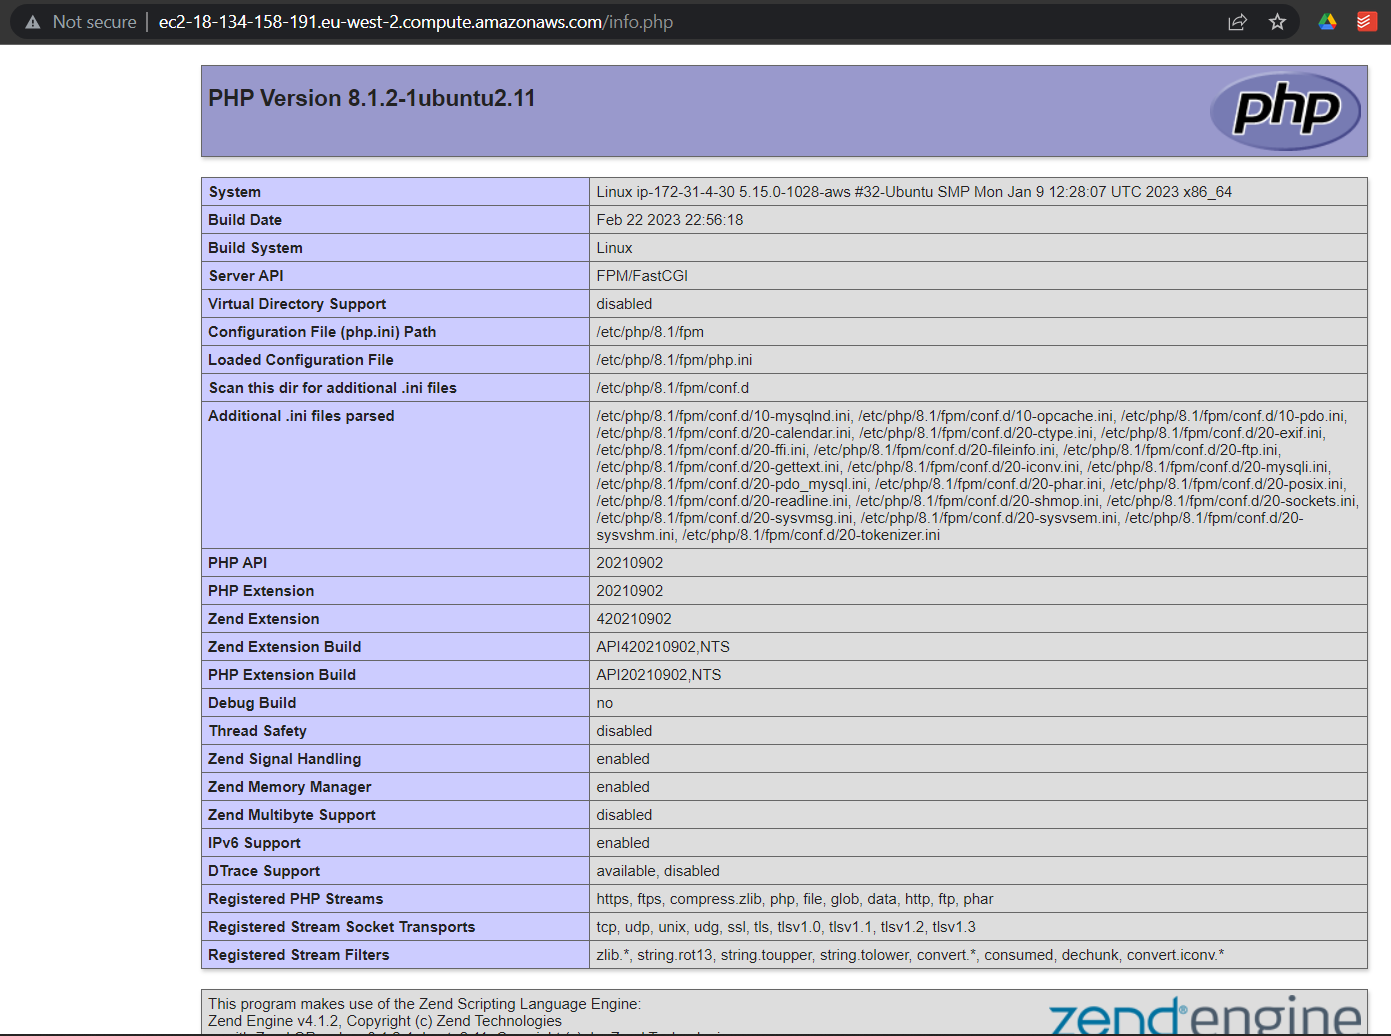 Not secure | ec2-18-134-158-191.eu-west-2.compute.amazonaws.com/info.php
PHP Version 8.1.2-1ubuntu2.11
php
System Linux ip-172-31-4-30 5.15.0-1028-aws #32-Ubuntu SMP Mon Jan 9 12:28:07 UTC 2023 x86_64
Build Date Feb 22 2023 22:56:18
Build System Linux
Server API FPM/FastCGI
Virtual Directory Support disabled
Configuration File (php.ini) Path /etc/php/8.1/fpm
Loaded Configuration File /etc/php/8.1/fpm/php.ini
Scan this dir for additional .ini files /etc/php/8.1/fpm/conf.d
Additional .ini files parsed /etc/php/8.1/fpm/conf.d/10-mysqlnd.ini, /etc/php/8.1/fpm/conf.d/10-opcache.ini, /etc/php/8.1/fpm/conf.d/10-pdo.ini,
/etc/php/8.1/fpm/conf.d/20-calendar.ini, /etc/php/8.1/fpm/conf.d/20-ctype.ini, /etc/php/8.1/fpm/conf.d/20-exif.ini,
/etc/php/8.1/fpm/conf.d/20-ffi.ini, /etc/php/8.1/fpm/conf.d/20-fileinfo.ini, /etc/php/8.1/fpm/conf.d/20-ftp.ini,
/etc/php/8.1/fpm/conf.d/20-gettext.ini, /etc/php/8.1/fpm/conf.d/20-iconv.ini, /etc/php/8.1/fpm/conf.d/20-mysqli.ini,
/etc/php/8.1/fpm/conf.d/20-pdo_mysql.ini, /etc/php/8.1/fpm/conf.d/20-phar.ini, /etc/php/8.1/fpm/conf.d/20-posix.ini,
/etc/php/8.1/fpm/conf.d/20-readline.ini, /etc/php/8.1/fpm/conf.d/20-shmop.ini, /etc/php/8.1/fpm/conf.d/20-sockets.ini,
/etc/php/8.1/fpm/conf.d/20-sysvmsg.ini, /etc/php/8.1/fpm/conf.d/20-sysvsem.ini, /etc/php/8.1/fpm/conf.d/20-
sysvshm.ini, /etc/php/8.1/fpm/conf.d/20-tokenizer.ini
PHP API 20210902
PHP Extension 20210902
Zend Extension 420210902
Zend Extension Build API420210902,NTS
PHP Extension Build API20210902,NTS
Debug Build no
Thread Safety disabled
Zend Signal Handling enabled
Zend Memory Manager enabled
Zend Multibyte Support disabled
IPv6 Support enabled
DTrace Support available, disabled
Registered PHP Streams https, ftps, compress.zlib, php, file, glob, data, http, ftp, phar
Registered Stream Socket Transports tcp, udp, unix, udg, ssl, tls, tlsv1.0, tlsv1.1, tlsv1.2, tlsv1.3
Registered Stream Filters zlib.*, string.rot13, string.toupper, string.tolower, convert.*, consumed, dechunk, convert.iconv.*
This program makes use of the Zend Scripting Language Engine:
Zend Engine v4.1.2, Copyright (c) Zend Technologies
zend® engine